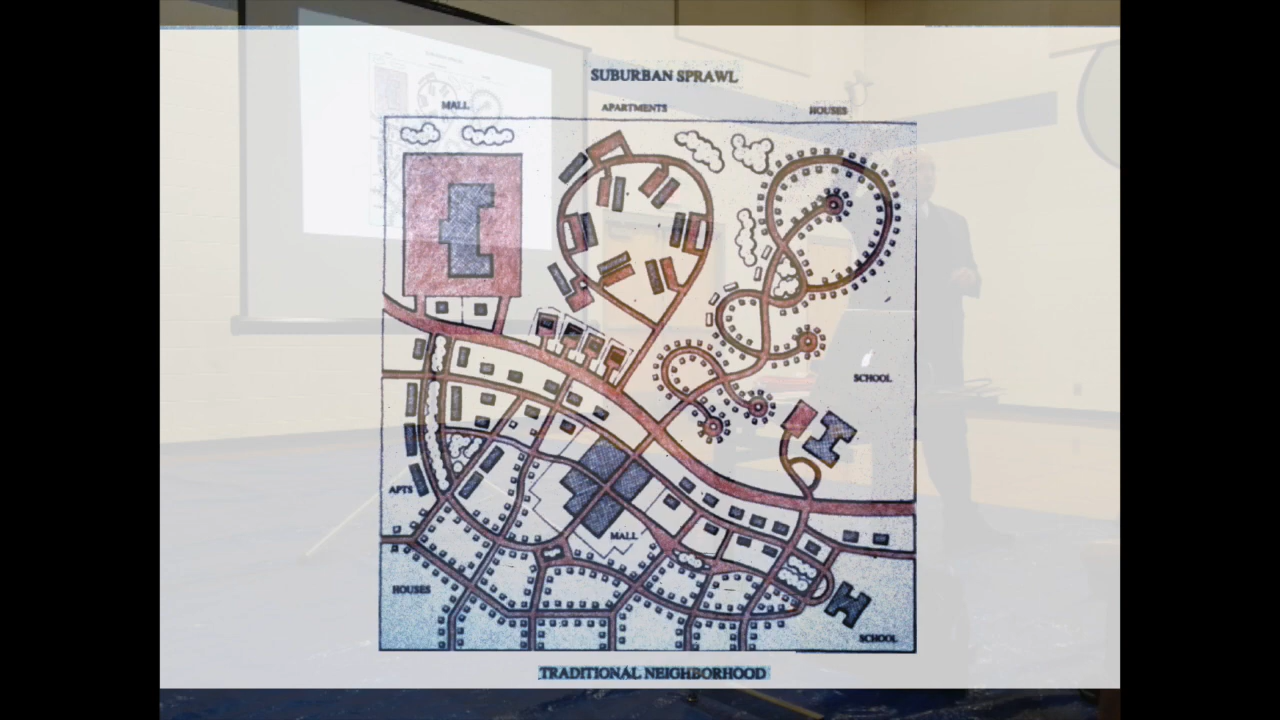 SUBURBAN SPRAWL
MALL APARTMENTS HOUSES
SCHOOL
APTS
MALL
HOUSES
SCHOOL
TRADITIONAL NEIGHBORHOOD